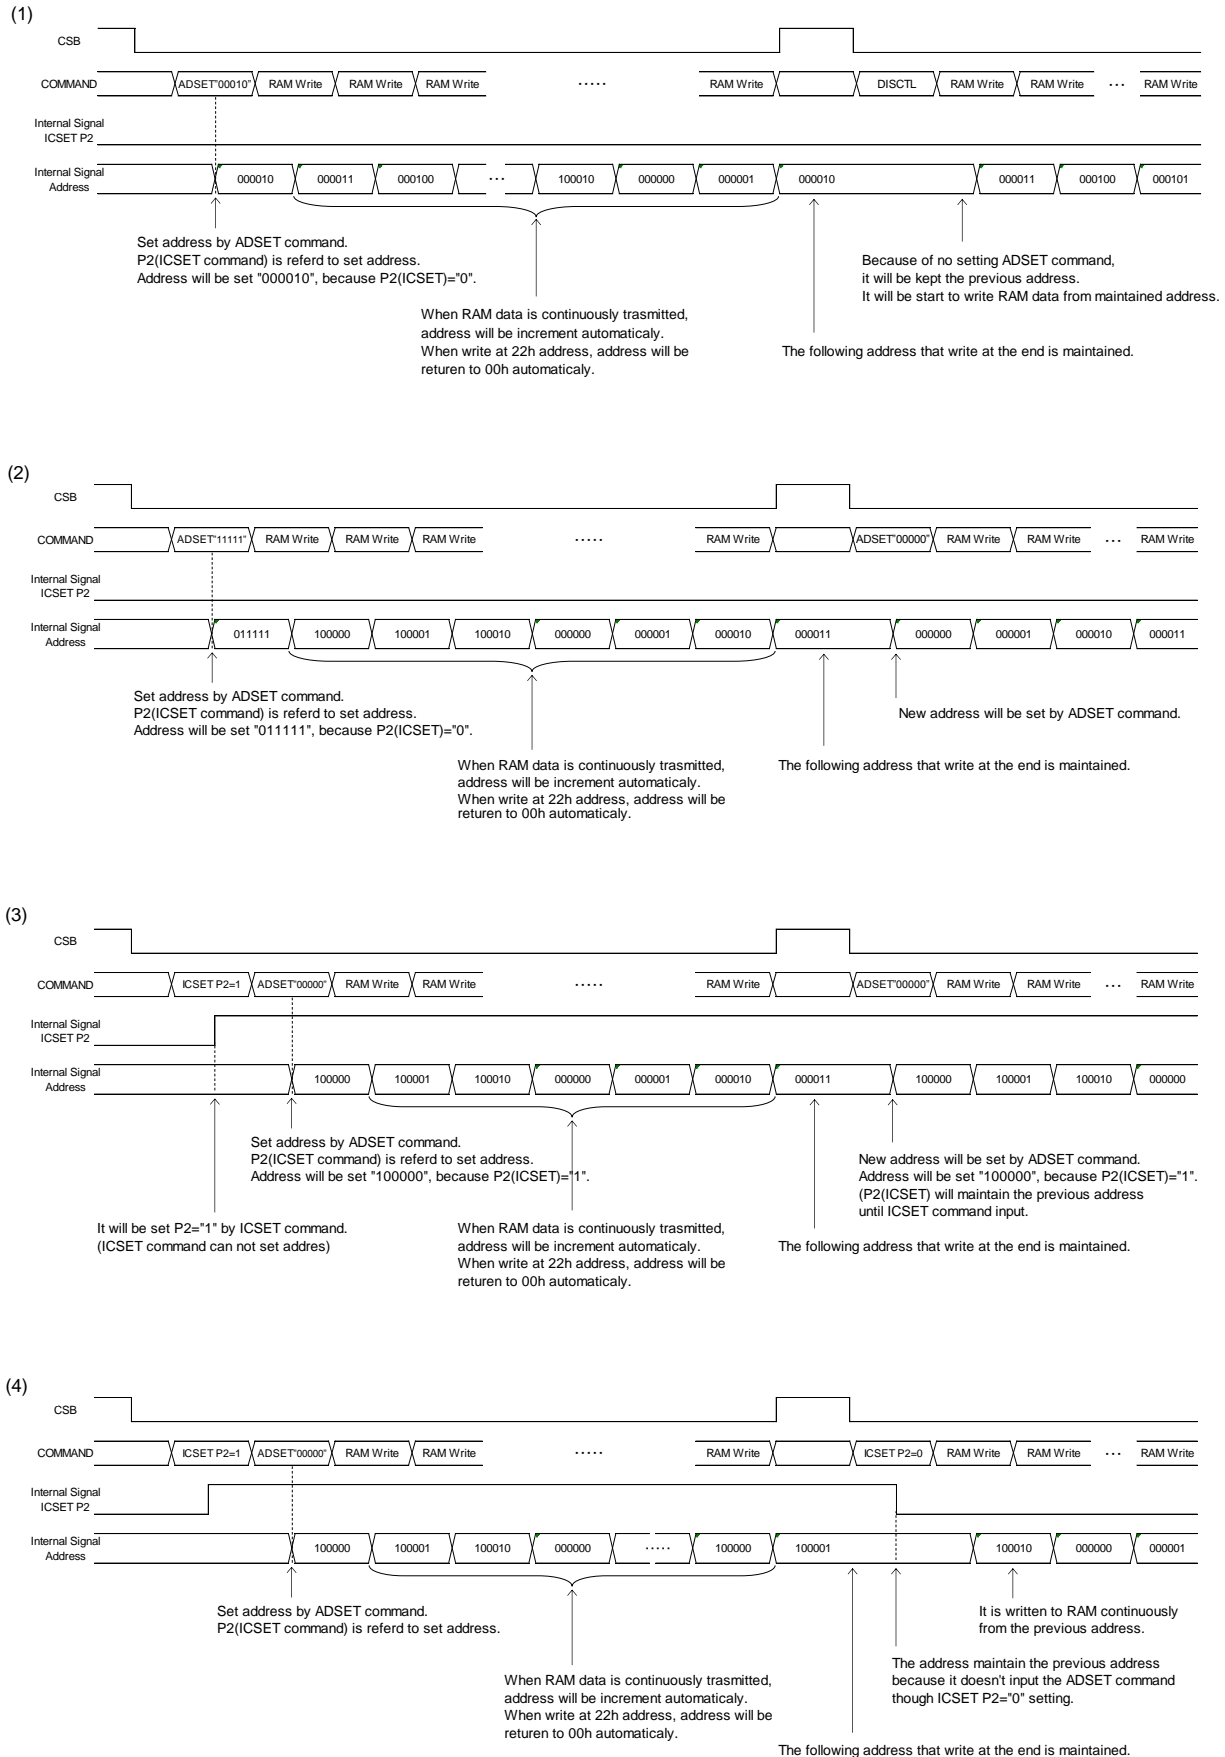 (1)
CSB
COMMAND ADSET"00010" RAM Write RAM Write RAM Write ····· RAM Write DISCTL RAM Write RAM Write ··· RAM Write
Internal Signal
ICSET P2
Internal Signal
Address
000010 000011 000100 ··· 100010 000000 000001 000010 000011 000100 000101
Set address by ADSET command.
P2(ICSET command) is referd to set address.
Address will be set "000010", because P2(ICSET)="0".
Because of no setting ADSET command,
it will be kept the previous address.
It will be start to write RAM data from maintained address.
When RAM data is continuously trasmitted,
address will be increment automaticaly.
When write at 22h address, address will be
returen to 00h automaticaly.
The following address that write at the end is maintained.
(2)
CSB
COMMAND ADSET"11111" RAM Write RAM Write RAM Write ····· RAM Write ADSET"00000" RAM Write RAM Write ··· RAM Write
Internal Signal
ICSET P2
Internal Signal
Address
011111 100000 100001 100010 000000 000001 000010 000011 000000 000001 000010 000011
Set address by ADSET command.
P2(ICSET command) is referd to set address.
Address will be set "011111", because P2(ICSET)="0".
New address will be set by ADSET command.
When RAM data is continuously trasmitted,
address will be increment automaticaly.
When write at 22h address, address will be
returen to 00h automaticaly.
The following address that write at the end is maintained.
(3)
CSB
COMMAND ICSET P2=1 ADSET"00000" RAM Write RAM Write ····· RAM Write ADSET"00000" RAM Write RAM Write ··· RAM Write
Internal Signal
ICSET P2
Internal Signal
Address
100000 100001 100010 000000 000001 000010 000011 100000 100001 100010 000000
Set address by ADSET command.
P2(ICSET command) is referd to set address.
Address will be set "100000", because P2(ICSET)="1".
New address will be set by ADSET command.
Address will be set "100000", because P2(ICSET)="1".
(P2(ICSET) will maintain the previous address
until ICSET command input.
It will be set P2="1" by ICSET command.
(ICSET command can not set addres)
When RAM data is continuously trasmitted,
address will be increment automaticaly.
When write at 22h address, address will be
returen to 00h automaticaly.
The following address that write at the end is maintained.
(4)
CSB
COMMAND ICSET P2=1 ADSET"00000" RAM Write RAM Write ····· RAM Write ICSET P2=0 RAM Write RAM Write ··· RAM Write
Internal Signal
ICSET P2
Internal Signal
Address
100000 100001 100010 000000 ····· 100000 100001 100010 000000 000001
Set address by ADSET command.
P2(ICSET command) is referd to set address.
It is written to RAM continuously
from the previous address.
The address maintain the previous address
because it doesn't input the ADSET command
though ICSET P2="0" setting.
When RAM data is continuously trasmitted,
address will be increment automaticaly.
When write at 22h address, address will be
returen to 00h automaticaly.
The following address that write at the end is maintained.